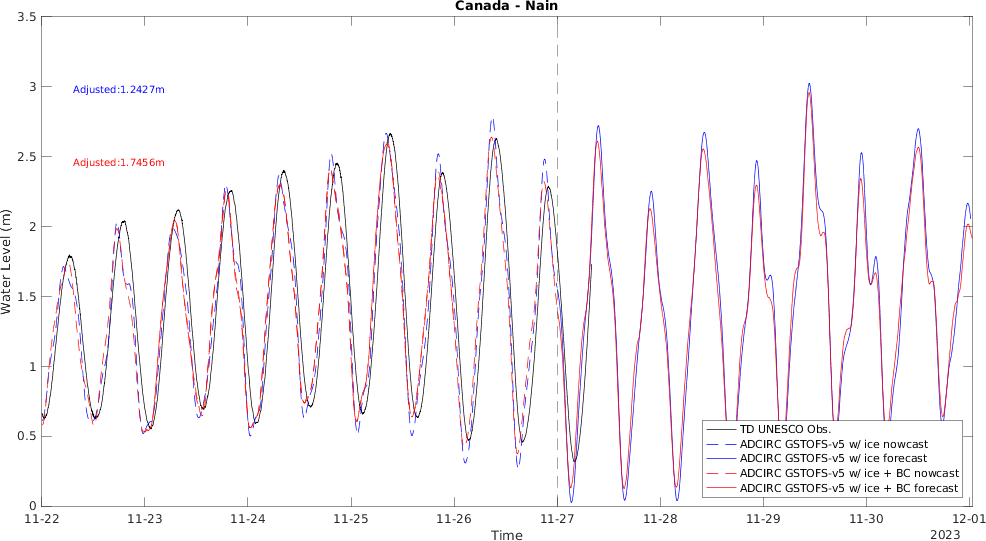 Canada - Nain
3.5
3
2.5
2
1.5
1
0.5
0
Water Level (m)
Adjusted:1.2427m
Adjusted:1.7456m
TD UNESCO Obs.
ADCIRC GSTOFS-v5 w/ ice nowcast
ADCIRC GSTOFS-v5 w/ ice forecast
ADCIRC GSTOFS-v5 w/ ice + BC nowcast
ADCIRC GSTOFS-v5 w/ ice + BC forecast
11-22 11-23 11-24 11-25 11-26 11-27 11-28 11-29 11-30 12-01
Time
2023